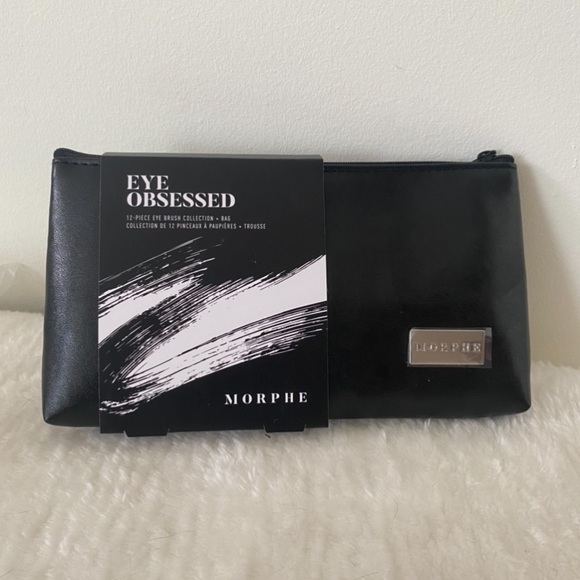 EYE
OBSESSED
12-PIECE EYE BRUSH COLLECTION + BAG
COLLECTION DE 12 PINCEAUX À PAUPIÈRES + TROUSSE
MORPHE
MORPHE